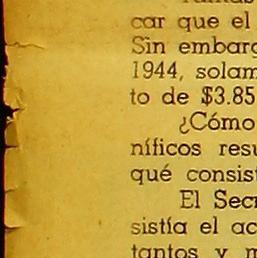 car que el
Sin embarg
1944, solam
to de $3.85
¿Cómo
níficos resu
qué consist
El Secr
sistía el ac
tantos y m